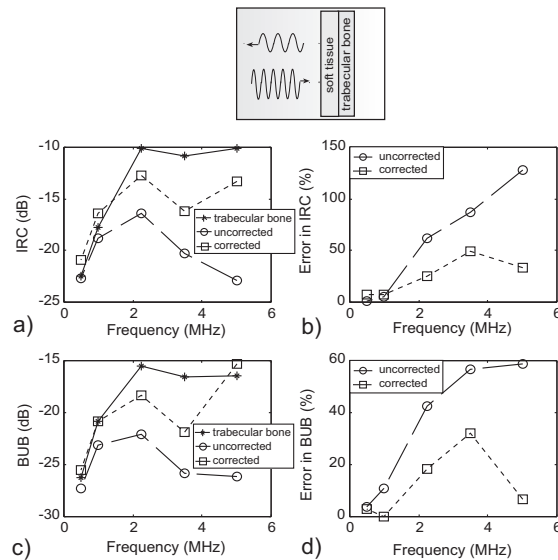 soft tissue
trabecular bone
-10
-15
-20
-25
IRC (dB)
trabecular bone
uncorrected
corrected
0
2
4
6
Frequency (MHz)
a)
150
100
50
0
Error in IRC (%)
uncorrected
corrected
0
2
4
6
Frequency (MHz)
b)
-15
-20
-25
-30
BUB (dB)
trabecular bone
uncorrected
corrected
0
2
4
6
Frequency (MHz)
c)
60
40
20
0
Error in BUB (%)
uncorrected
corrected
0
2
4
6
Frequency (MHz)
d)